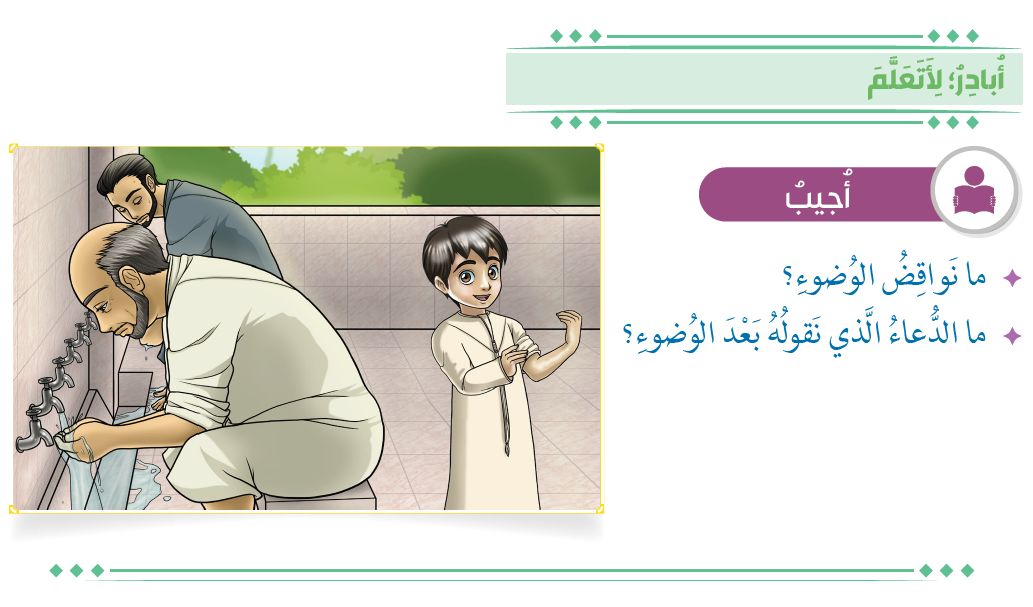 أُبادِرُ؛ لِأَتَعَلَّمَ
أُجيبُ
ما نَواقِضُ الوُضوءِ؟
ما الدُّعاءُ الَّذي نَقولُهُ بَعْدَ الوُضوءِ؟